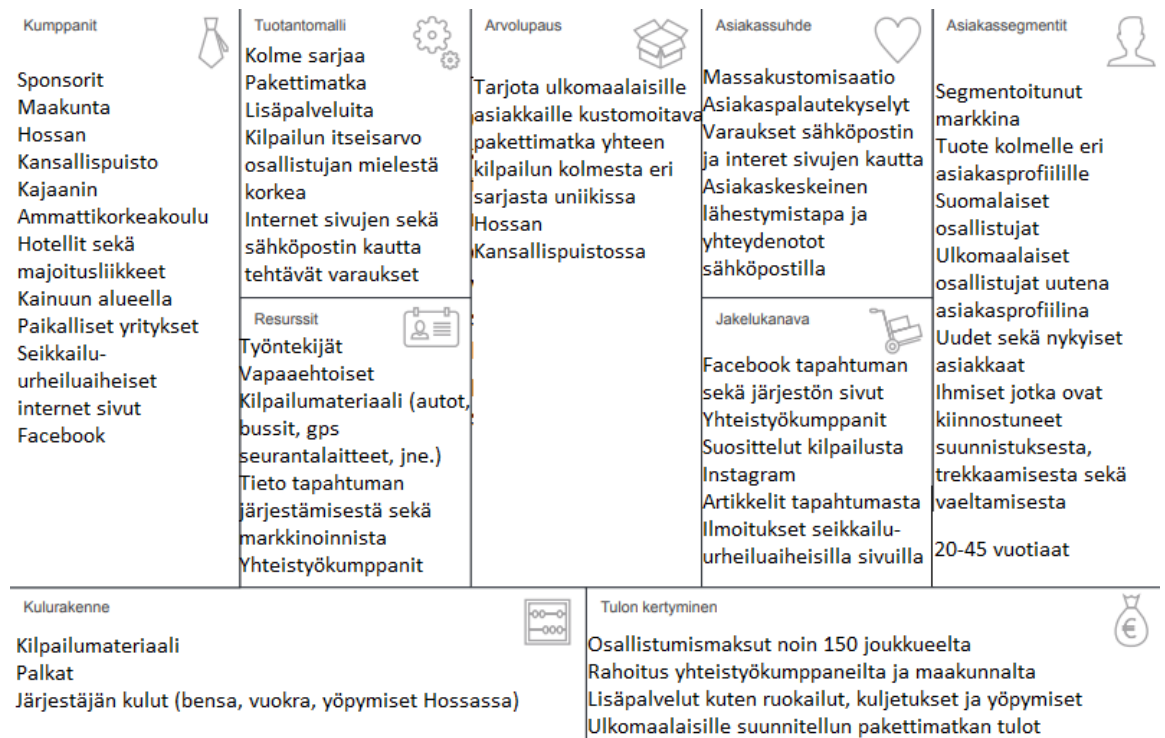 Kumppanit
Sponsorit
Maakunta
Hossan
Kansallispuisto
Kajaanin
Ammattikorkeakoulu
Hotellit sekä
majoitusliikkeet
Kainuun alueella
Paikalliset yritykset
Seikkailu-
urheiluaiheiset
internet sivut
Facebook
Tuotantomalli
Kolme sarjaa
Pakettimatka
Lisäpalveluita
Kilpailun itseisarvo
osallistujan mielestä
korkea
Internet sivujen sekä
sähköpostin kautta
tehtävät varaukset
Resurssit
Työntekijät
Vapaaehtoiset
Kilpailumateriaali (autot,
bussit, gps
seurantalaitteet, jne.)
Tieto tapahtuman
järjestämisestä sekä
markkinoinnista
Yhteistyökumppanit
Arvolupaus
Tarjota ulkomaalaisille
asiakkaille kustomoitava
pakettimatka yhteen
kilpailun kolmesta eri
sarjasta uniikissa
Hossan
Kansallispuistossa
Asiakassuhde
Massakustomisaatio
Asiakaspalautekyselyt
Varaukset sähköpostin
ja interet sivujen kautta
Asiakaskeskeinen
lähestymistapa ja
yhteydenotot
sähköpostilla
Jakelukanava
Facebook tapahtuman
sekä järjestön sivut
Yhteistyökumppanit
Suosittelut kilpailusta
Instagram
Artikkelit tapahtumasta
Ilmoitukset seikkailu-
urheiluaiheisilla sivuilla
Asiakassegmentit
Segmentoitunut
markkina
Tuote kolmelle eri
asiakasprofiilille
Suomalaiset
osallistujat
Ulkomaalaiset
osallistujat uutena
asiakasprofiilina
Uudet sekä nykyiset
asiakkaat
Ihmiset jotka ovat
kiinnostuneet
suunnistuksesta,
trekkaamisesta sekä
vaeltamisesta
20-45 vuotiaat
Kulurakenne
Kilpailumateriaali
Palkat
Järjestäjän kulut (bensa, vuokra, yöpymiset Hossassa)
Tulon kertyminen
€
Osallistumismaksut noin 150 joukkueelta
Rahoitus yhteistyökumppaneilta ja maakunnalta
Lisäpalvelut kuten ruokailut, kuljetukset ja yöpymiset
Ulkomaalaisille suunnitellun pakettimatkan tulot